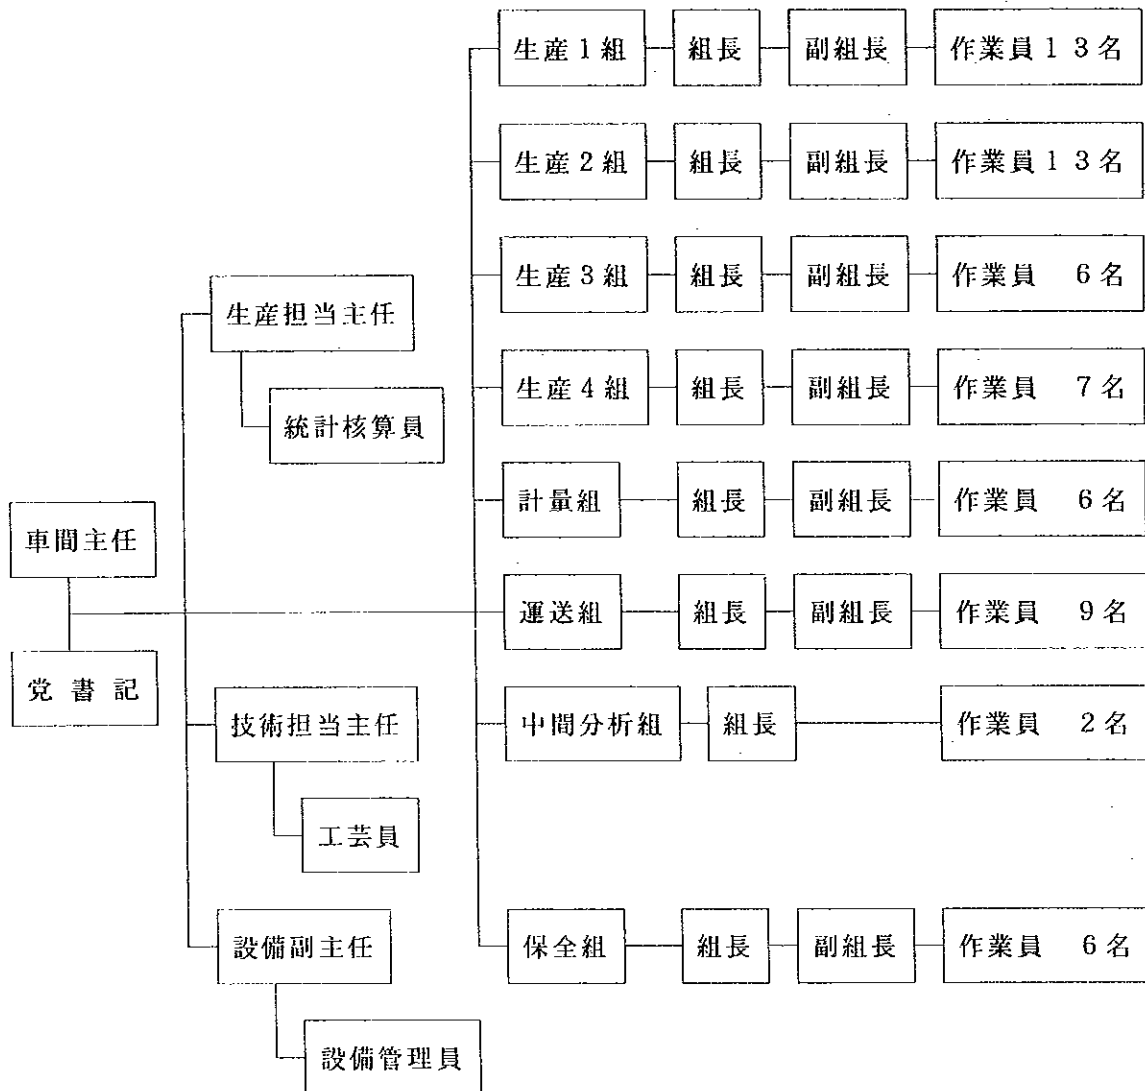 生産1組 組長 副組長 作業員13名
生産2組 組長 副組長 作業員13名
生産3組 組長 副組長 作業員 6名
生産担当主任
生産4組 組長 副組長 作業員 7名
統計核算員
計量組 組長 副組長 作業員 6名
車間主任
運送組 組長 副組長 作業員 9名
党書記
技術担当主任
中間分析組 組長 作業員 2名
工芸員
設備副主任
保全組 組長 副組長 作業員 6名
設備管理員